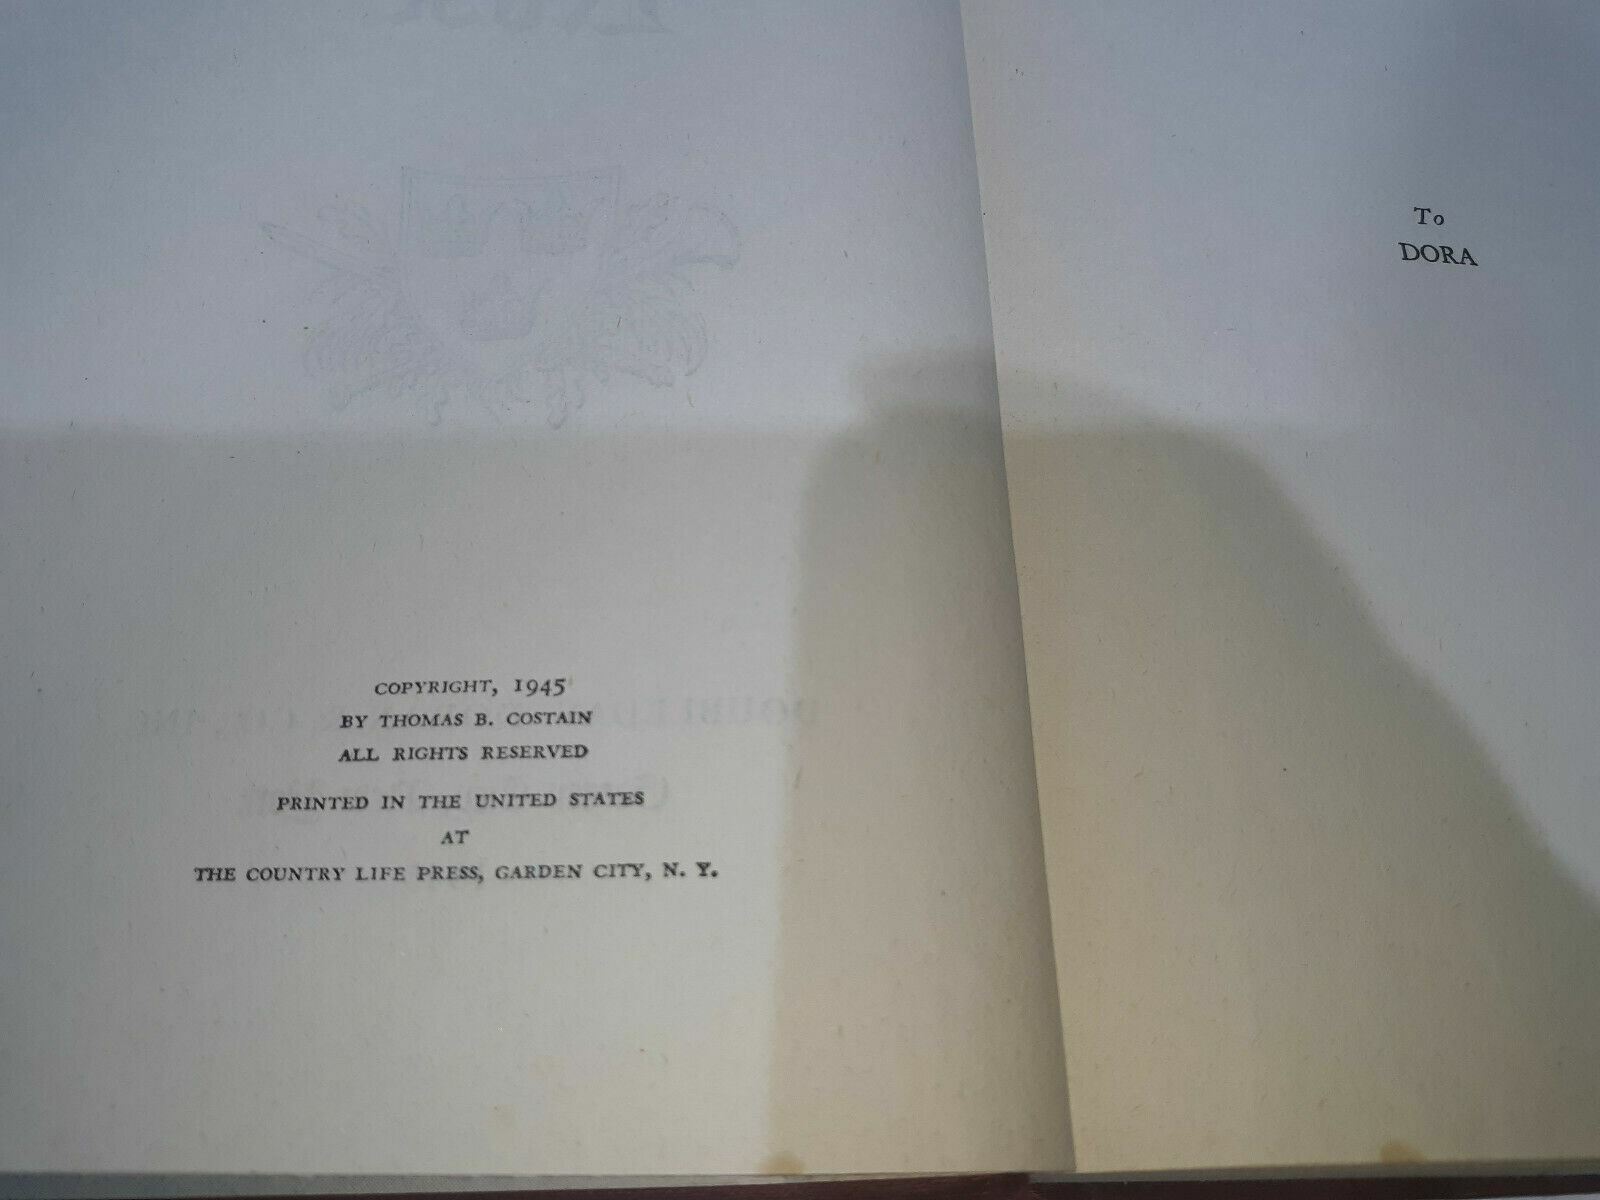 COPYRIGHT, 1945
BY THOMAS B. COSTAIN
ALL RIGHTS RESERVED
PRINTED IN THE UNITED STATES
AT
THE COUNTRY LIFE PRESS, GARDEN CITY, N. Y.
To
DORA